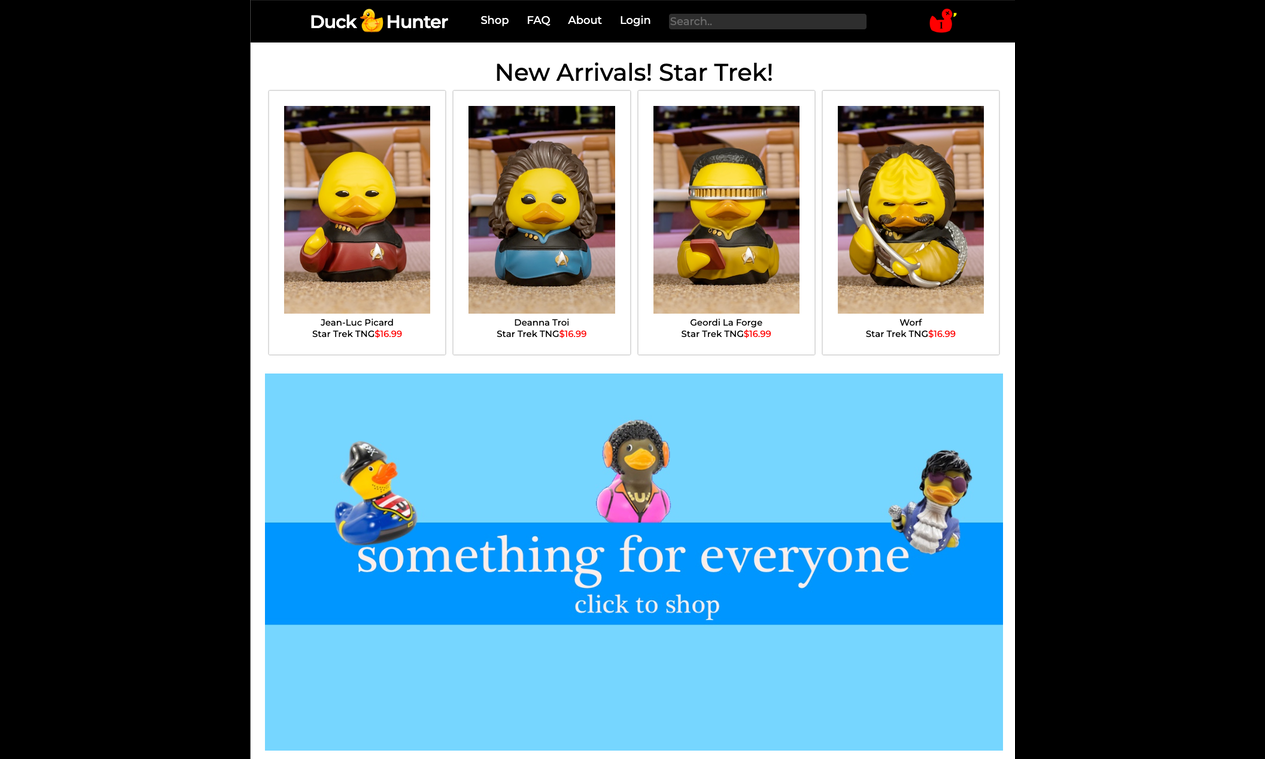 Duck Hunter Shop FAQ About Login Search..
New Arrivals! Star Trek!
Jean-Luc Picard
Star Trek TNG$16.99
Deanna Troi
Star Trek TNG$16.99
Geordi La Forge
Star Trek TNG$16.99
Worf
Star Trek TNG$16.99
something for everyone
click to shop